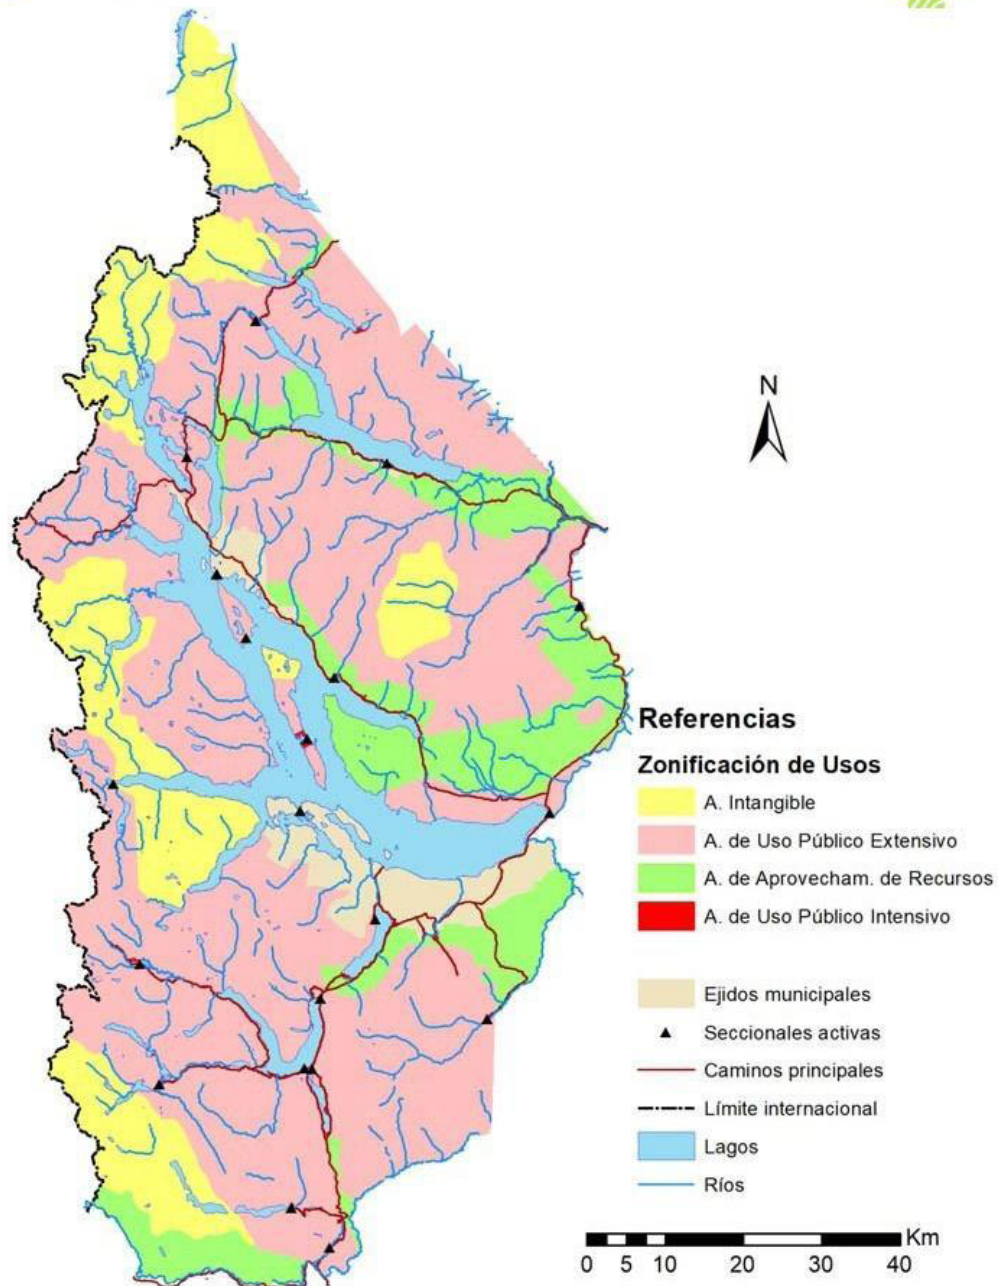 N
Referencias
Zonificación de Usos
A. Intangible
A. de Uso Público Extensivo
A. de Aprovecham. de Recursos
A. de Uso Público Intensivo
Ejidos municipales
Seccionales activas
Caminos principales
Límite internacional
Lagos
Ríos
Km
0 5 10 20 30 40